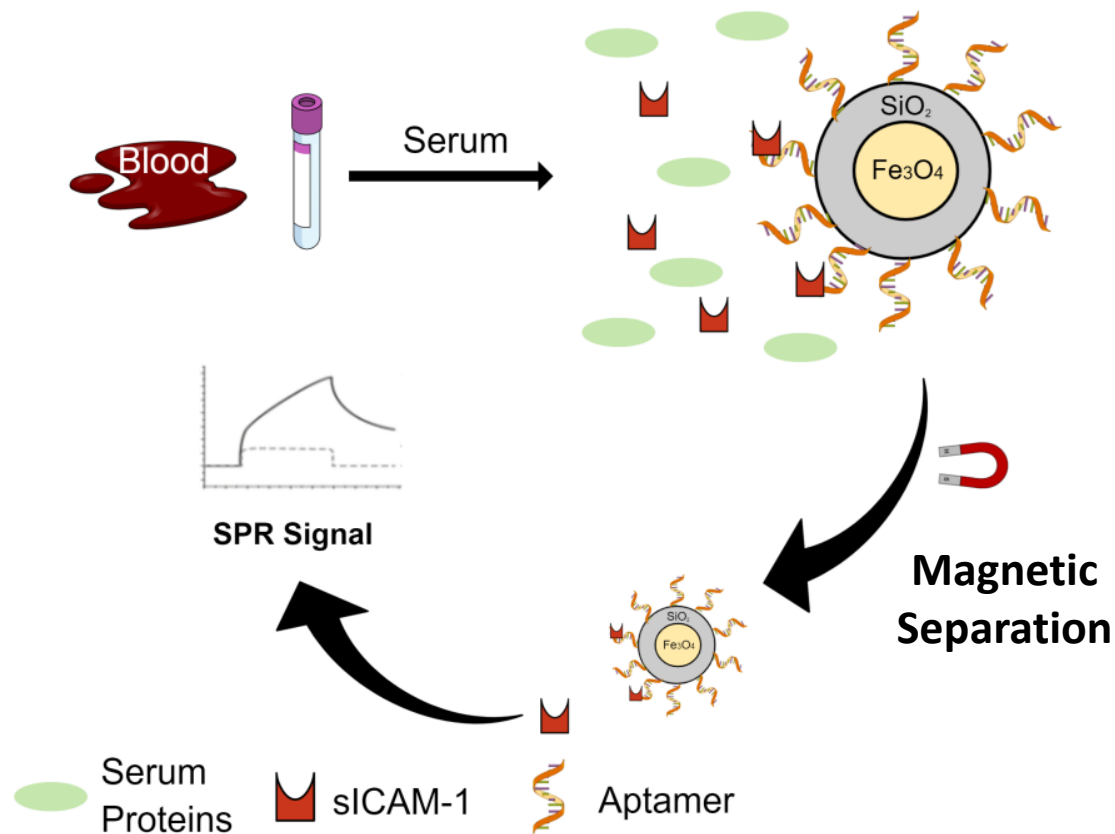 Blood
Serum
SiO₂
Fe₃O₄
Magnetic
Separation
SiO₂
Fe₃O₄
SPR Signal
Serum
Proteins
sICAM-1
Aptamer